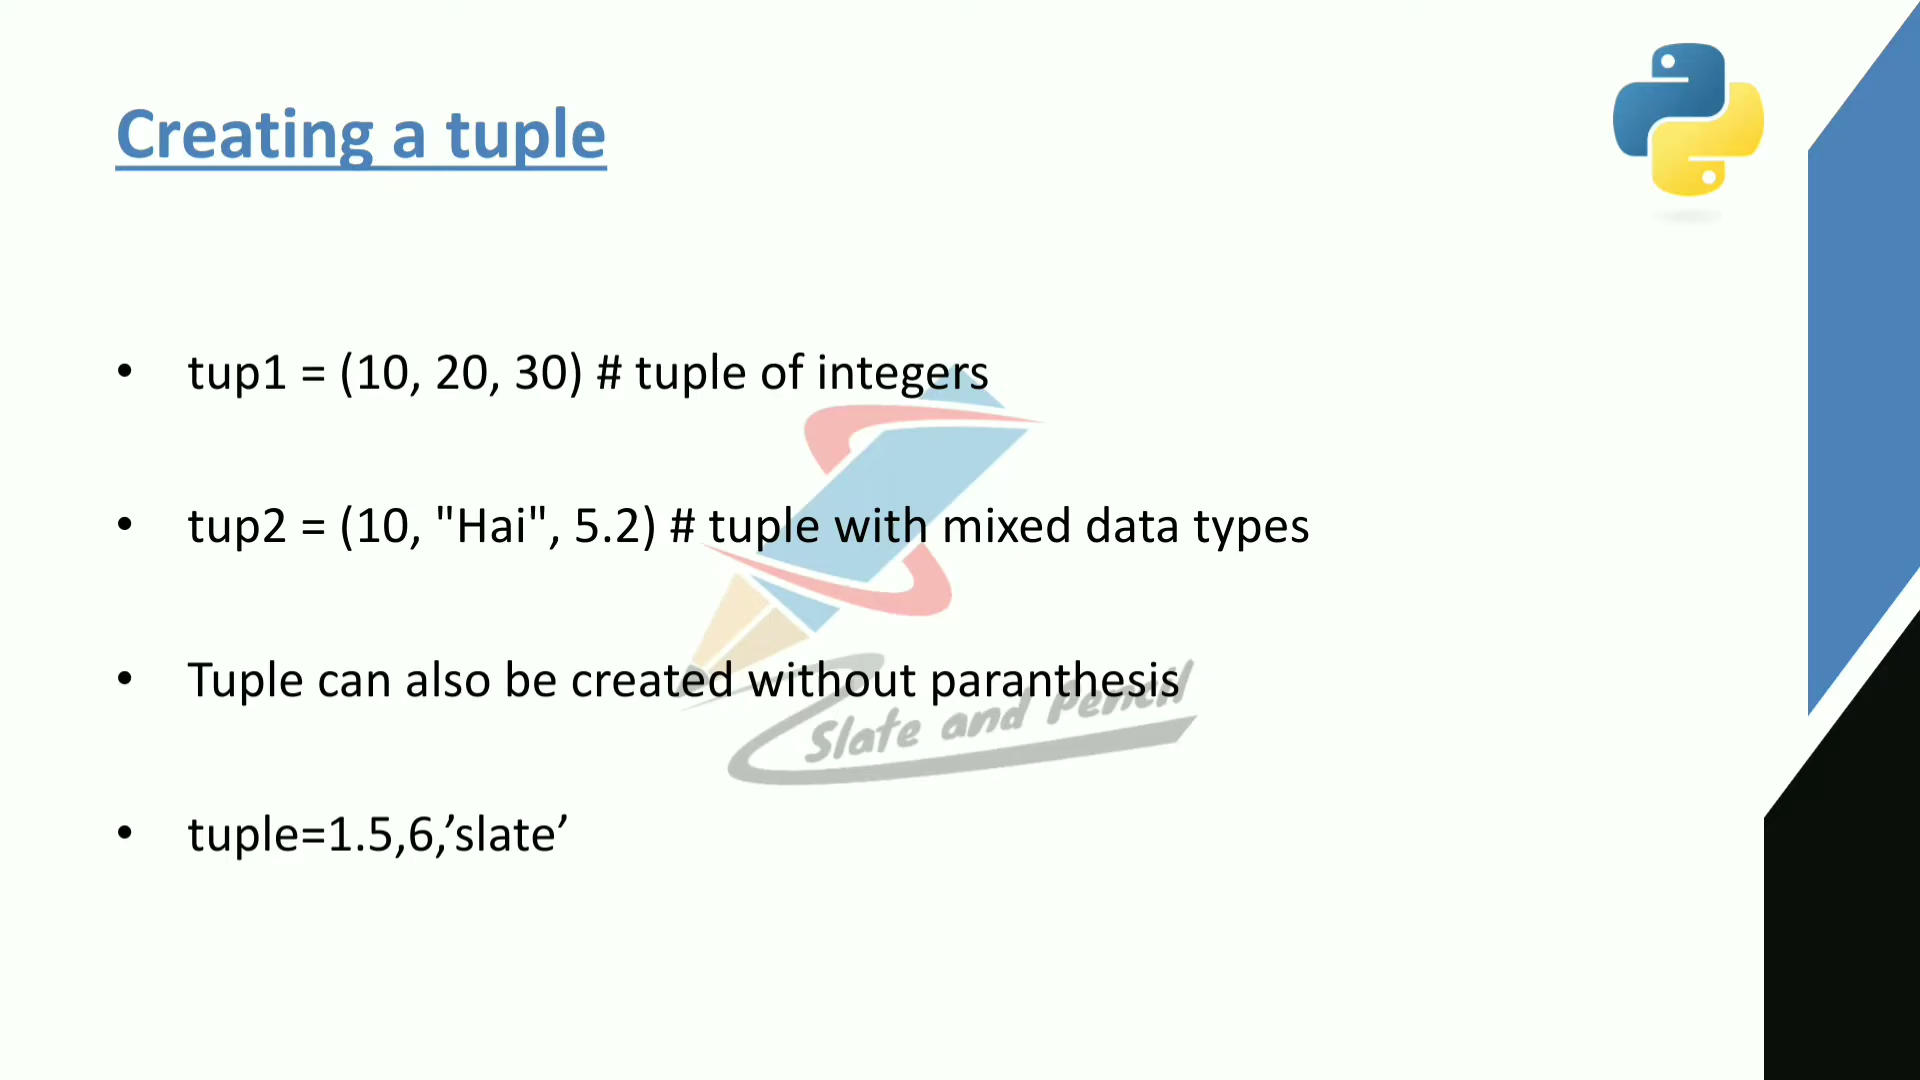 Creating a tuple
• tup1 = (10, 20, 30) # tuple of integers
• tup2 = (10, "Hai", 5.2) # tuple with mixed data types
• Tuple can also be created without paranthesis
Slate and Pencil
• tuple=1.5,6,’slate’